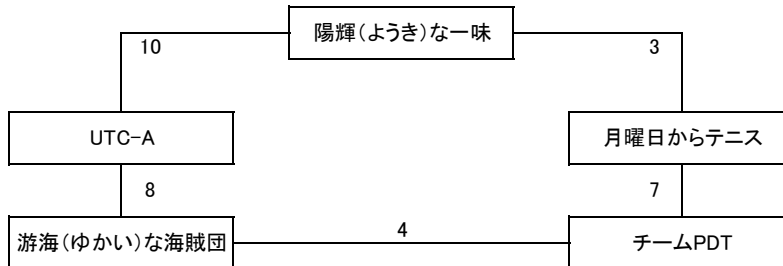 陽輝(ようき)な一味
10
3
UTC-A
月曜日からテニス
8
7
游海(ゆかい)な海賊団
4
チームPDT